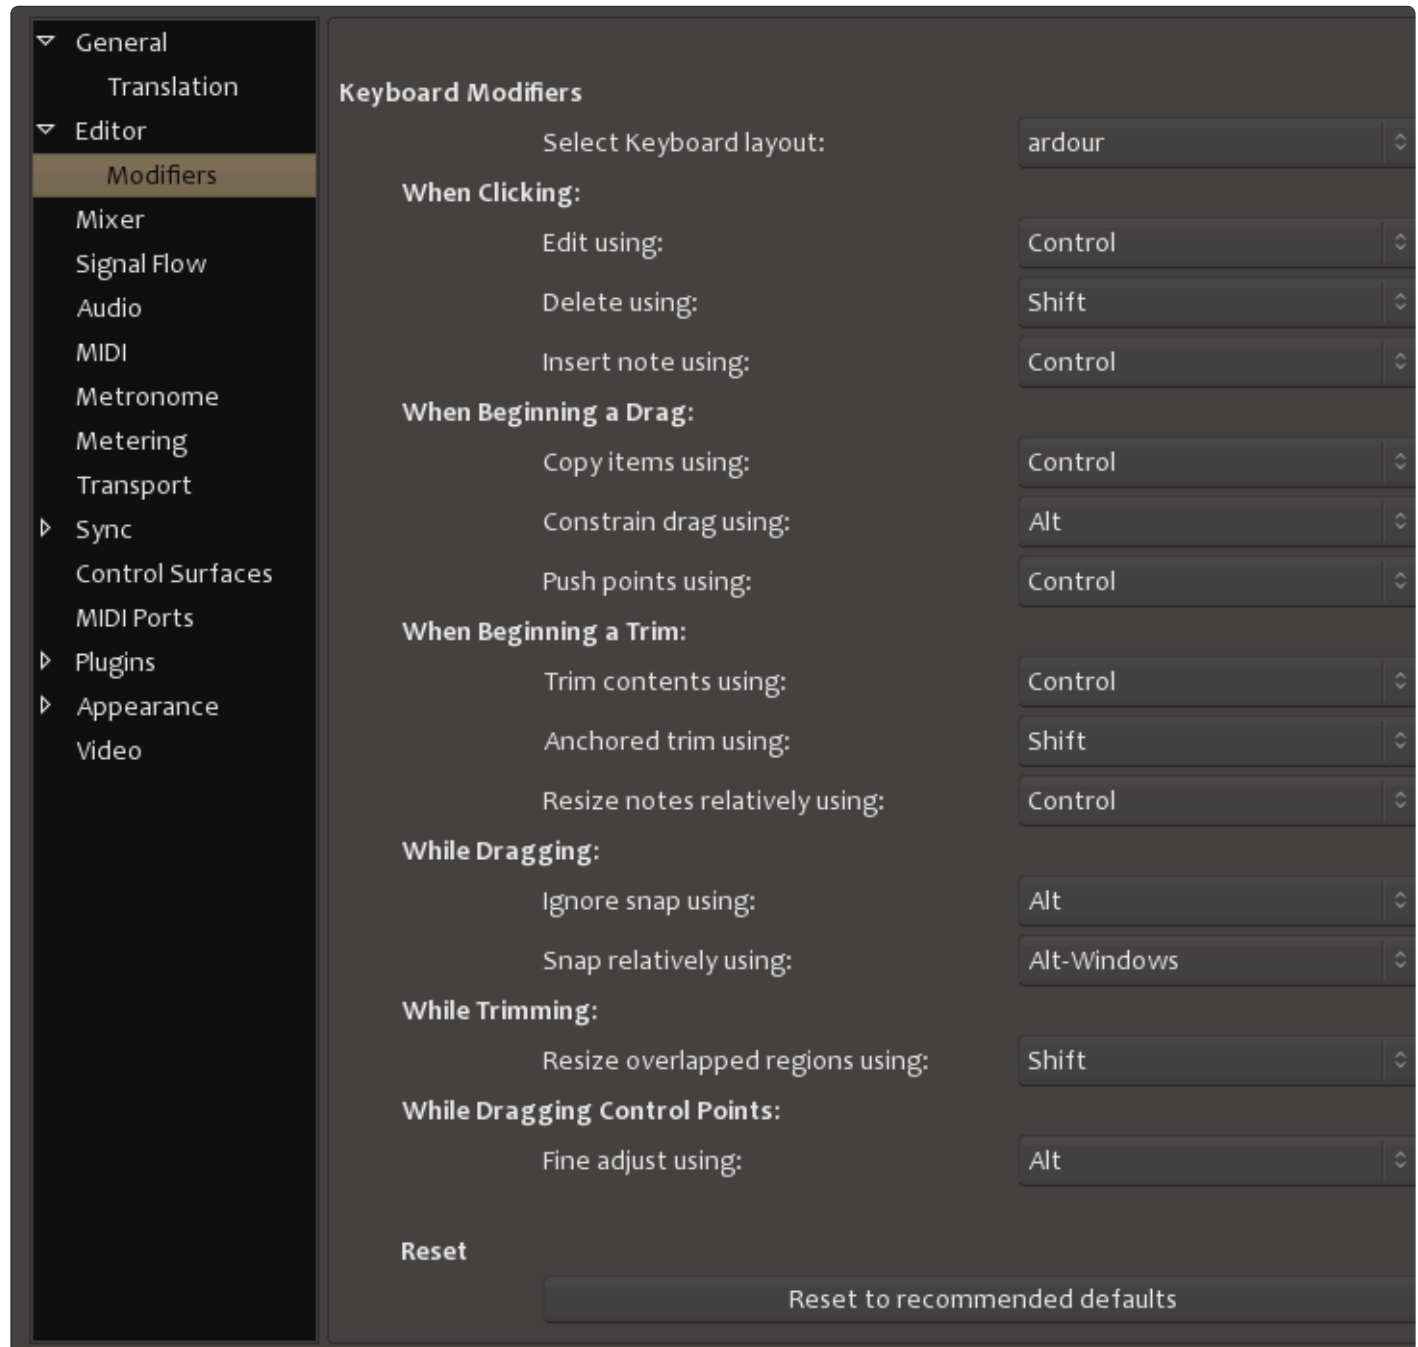 General
Translation
Editor
Modifiers
Mixer
Signal Flow
Audio
MIDI
Metronome
Metering
Transport
Sync
Control Surfaces
MIDI Ports
Plugins
Appearance
Video
Keyboard Modifiers
Select Keyboard layout: ardour
When Clicking:
Edit using: Control
Delete using: Shift
Insert note using: Control
When Beginning a Drag:
Copy items using: Control
Constrain drag using: Alt
Push points using: Control
When Beginning a Trim:
Trim contents using: Control
Anchored trim using: Shift
Resize notes relatively using: Control
While Dragging:
Ignore snap using: Alt
Snap relatively using: Alt-Windows
While Trimming:
Resize overlapped regions using: Shift
While Dragging Control Points:
Fine adjust using: Alt
Reset
Reset to recommended defaults